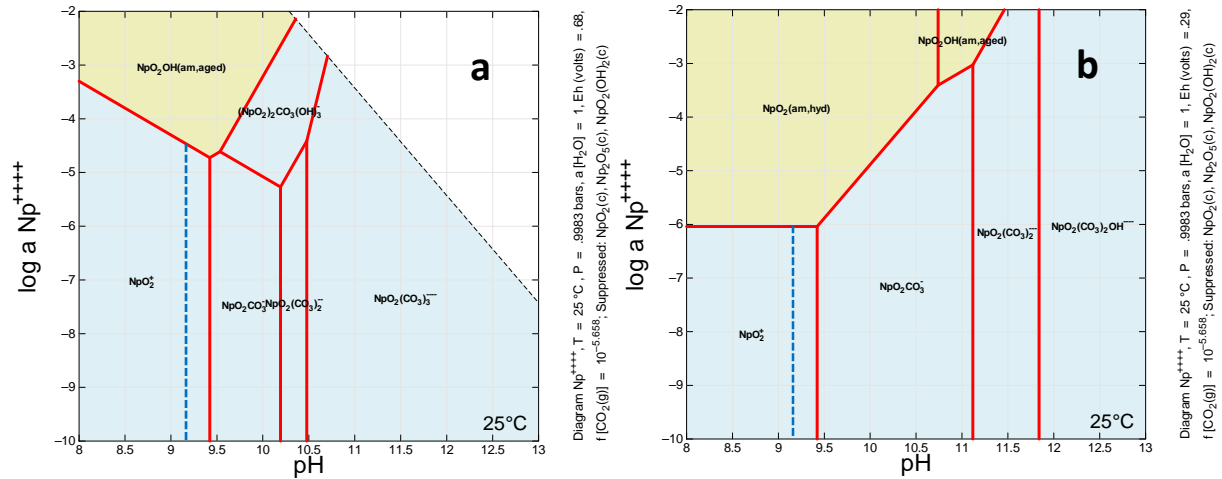 a
NpO₂OH(am,aged)
(NpO₂)₂CO₃(OH)₃⁻
NpO₂⁺
NpO₂CO₃⁻
NpO₂(CO₃)₂⁻⁻
NpO₂(CO₃)₃⁻⁻⁻
25°C
−2
−3
−4
−5
−6
−7
−8
−9
−10
log a Np⁺⁺⁺⁺
8 8.5 9 9.5 10 10.5 11 11.5 12 12.5 13
pH
Diagram Np⁺⁺⁺⁺, T = 25 °C , P = .9983 bars, a [H₂O] = 1, Eh (volts) = .68,
f [CO₂(g)] = 10⁻⁵·⁶⁵⁸; Suppressed: NpO₂(c), Np₂O₅(c), NpO₂(OH)₂(c)
b
NpO₂OH(am,aged)
NpO₂(am,hyd)
NpO₂(CO₃)₂⁻⁻
NpO₂(CO₃)₂OH⁻⁻⁻⁻
NpO₂CO₃⁻
NpO₂⁺
25°C
−2
−3
−4
−5
−6
−7
−8
−9
−10
log a Np⁺⁺⁺⁺
8 8.5 9 9.5 10 10.5 11 11.5 12 12.5 13
pH
Diagram Np⁺⁺⁺⁺, T = 25 °C , P = .9983 bars, a [H₂O] = 1, Eh (volts) = .29,
f [CO₂(g)] = 10⁻⁵·⁶⁵⁸; Suppressed: NpO₂(c), Np₂O₅(c), NpO₂(OH)₂(c)